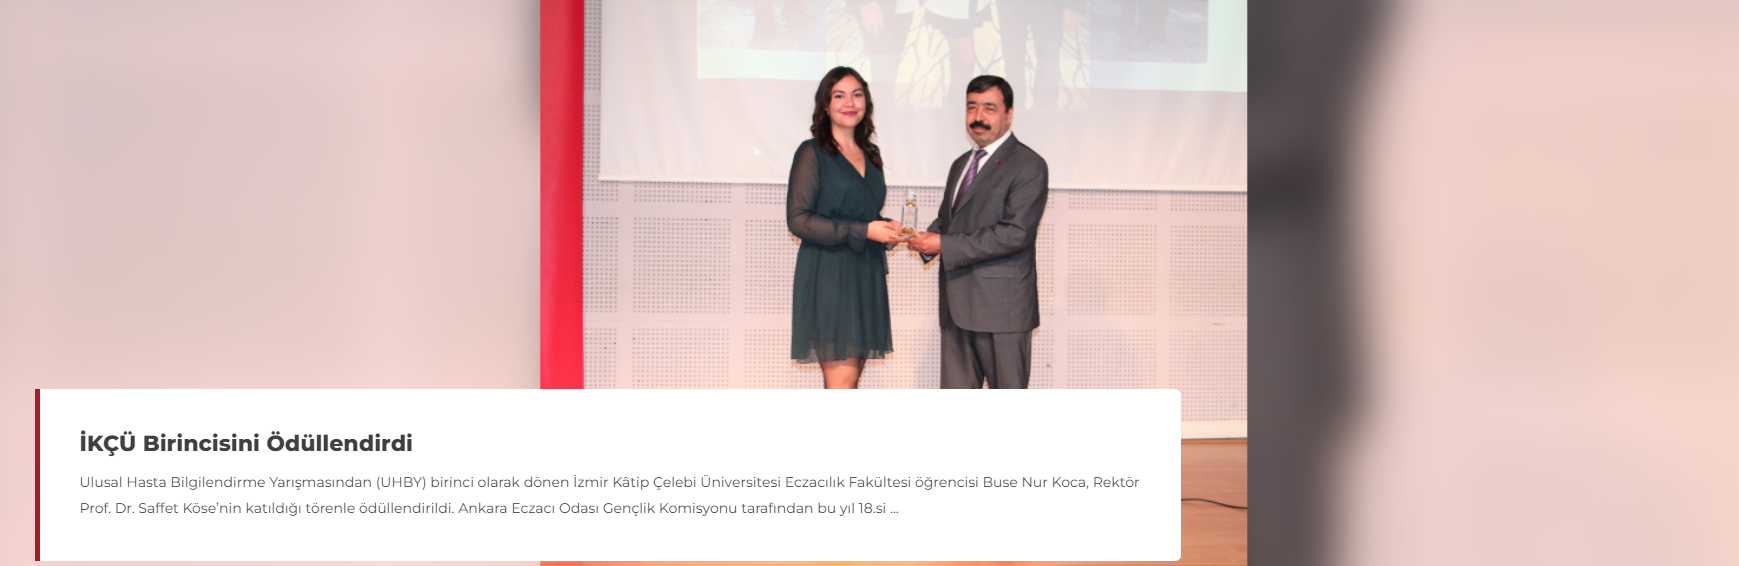 İKÇÜ Birincisini Ödüllendirdi
Ulusal Hasta Bilgilendirme Yarışmasından (UHBY) birinci olarak dönen İzmir Kâtip Çelebi Üniversitesi Eczacılık Fakültesi öğrencisi Buse Nur Koca, Rektör
Prof. Dr. Saffet Köse’nin katıldığı törenle ödüllendirildi. Ankara Eczacı Odası Gençlik Komisyonu tarafından bu yıl 18.si ...